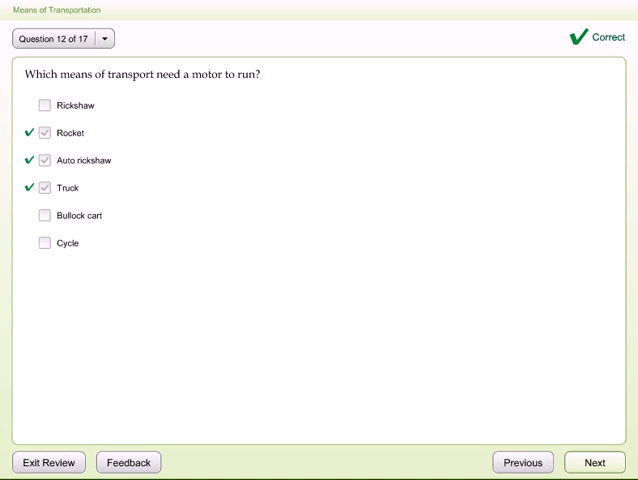 Means of Transportation
Question 12 of 17
Correct
Which means of transport need a motor to run?
Rickshaw
Rocket
Auto rickshaw
Truck
Bullock cart
Cycle
Exit Review
Feedback
Previous
Next